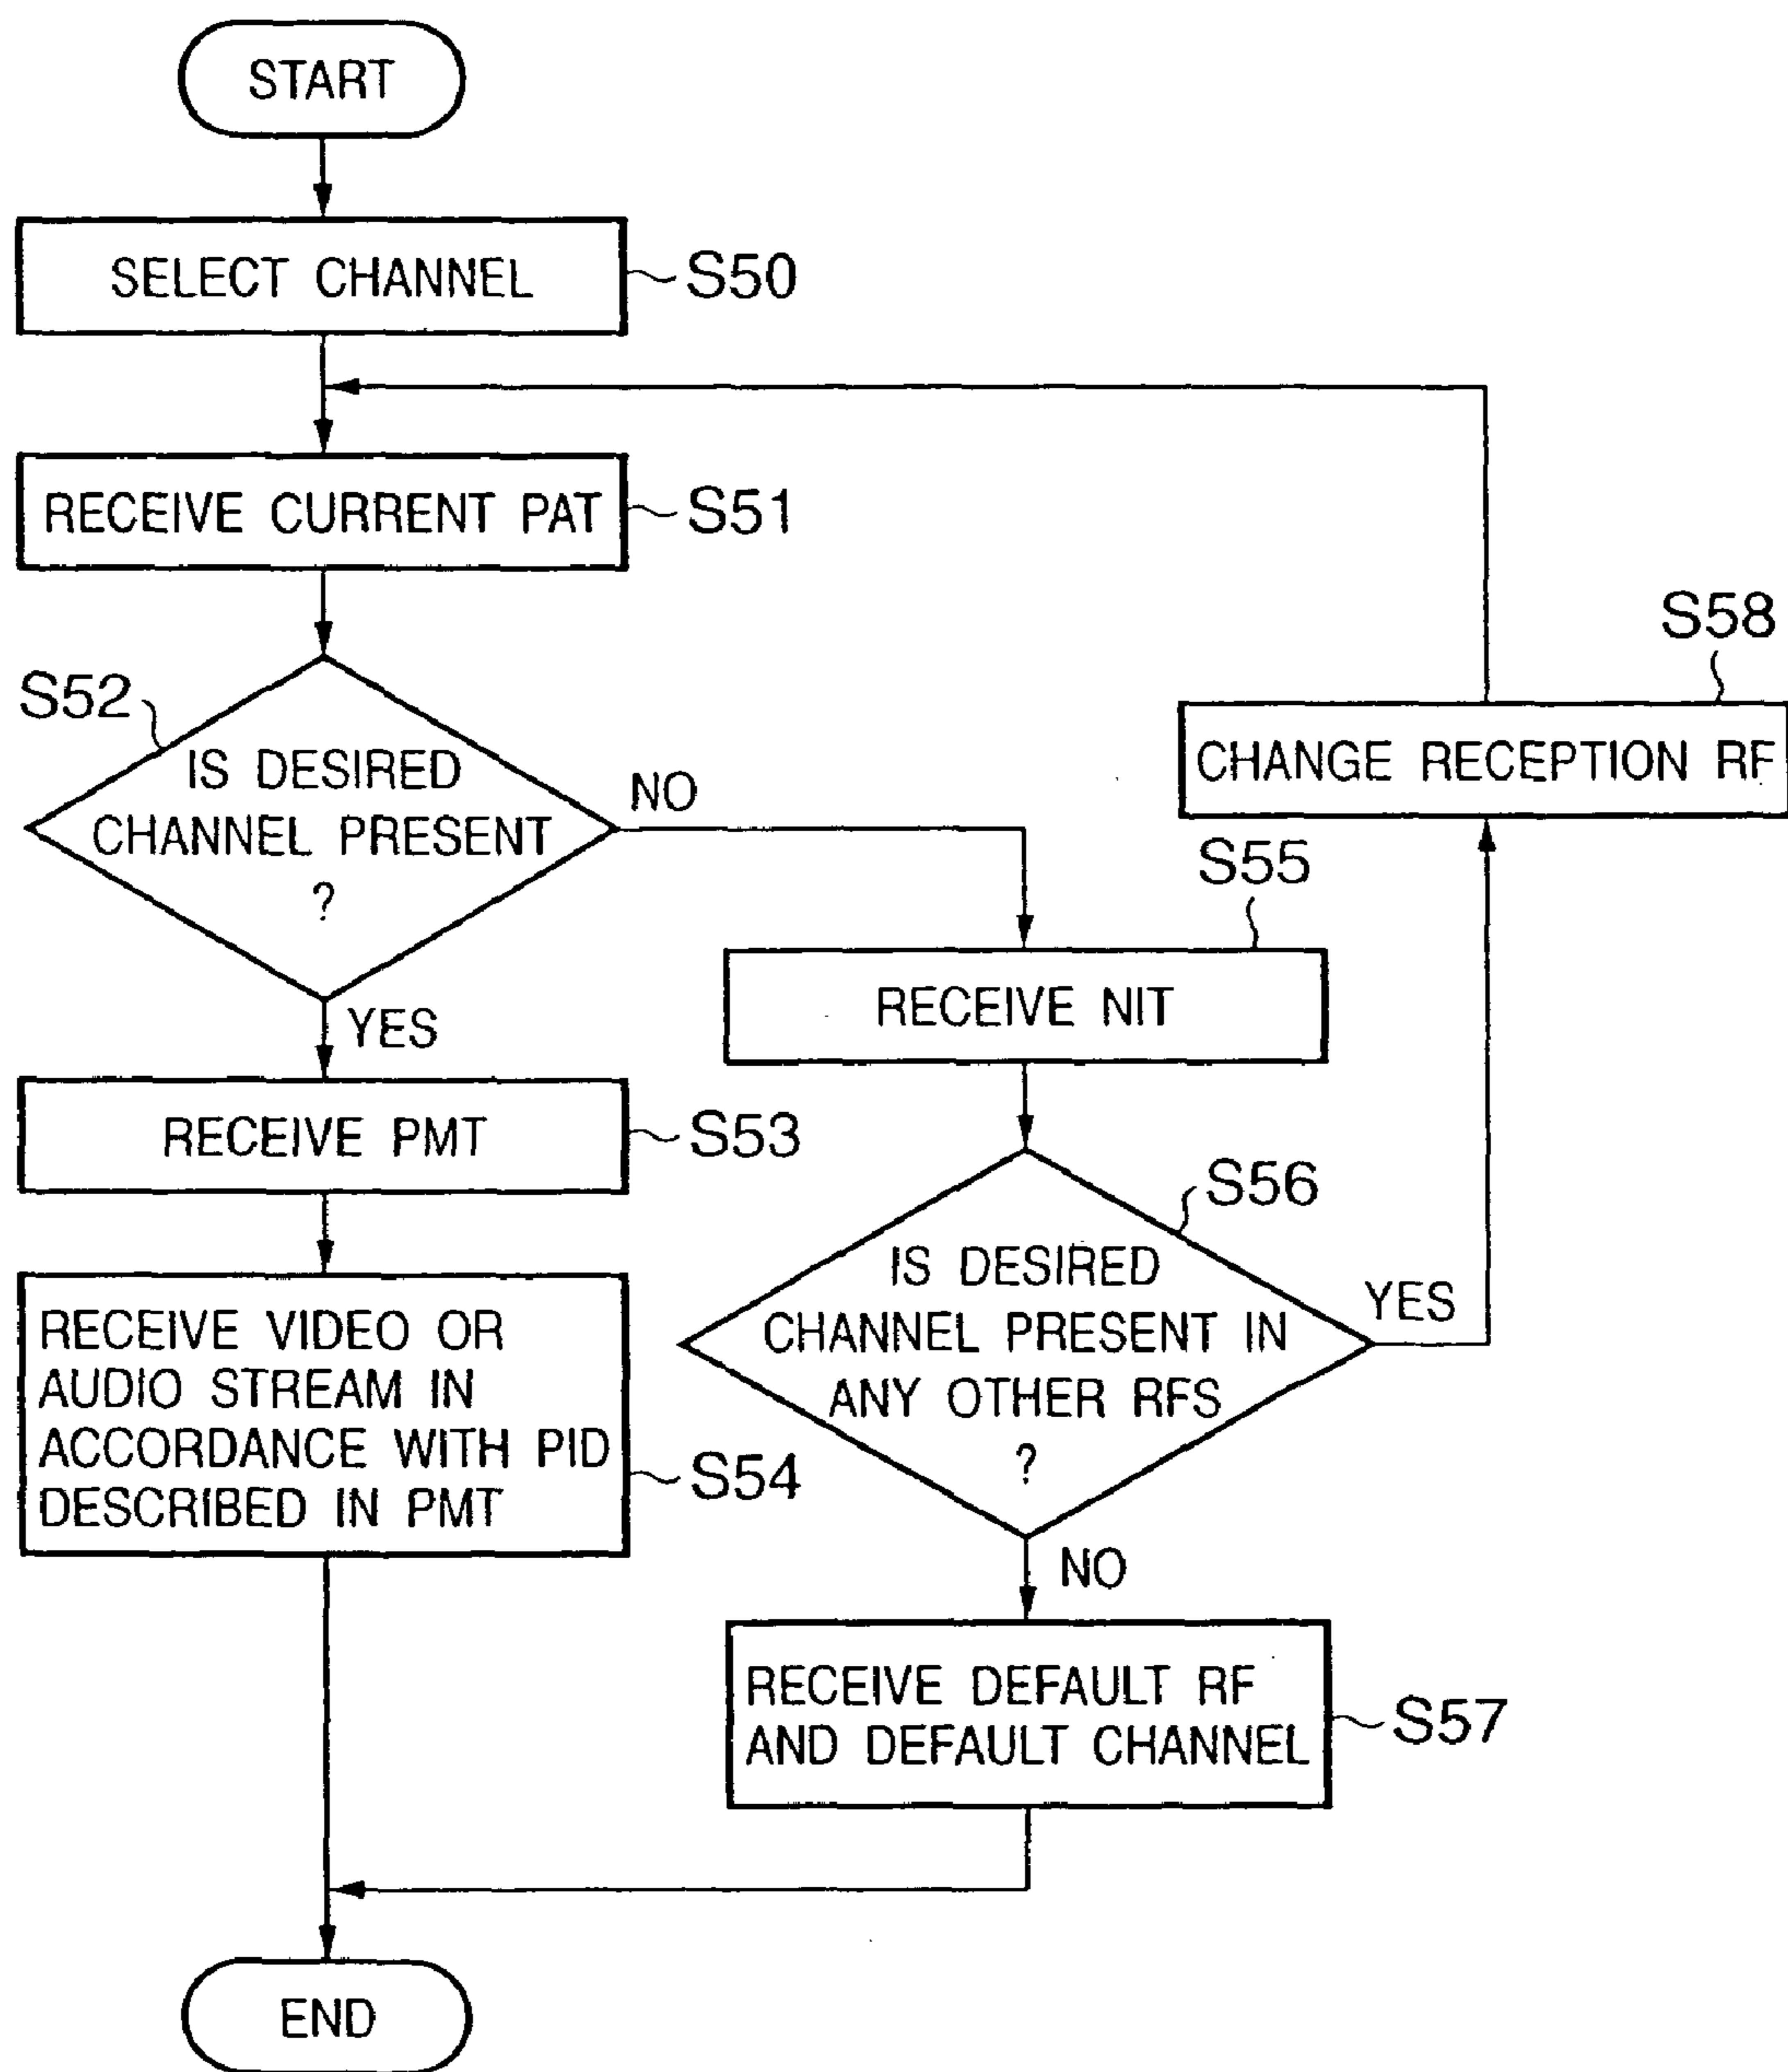 START
SELECT CHANNEL
S50
RECEIVE CURRENT PAT
S51
S52
IS DESIRED
CHANNEL PRESENT
?
NO
YES
RECEIVE PMT
S53
RECEIVE VIDEO OR
AUDIO STREAM IN
ACCORDANCE WITH PID
DESCRIBED IN PMT
S54
S58
CHANGE RECEPTION RF
S55
RECEIVE NIT
S56
IS DESIRED
CHANNEL PRESENT IN
ANY OTHER RFS
?
YES
NO
RECEIVE DEFAULT RF
AND DEFAULT CHANNEL
S57
END